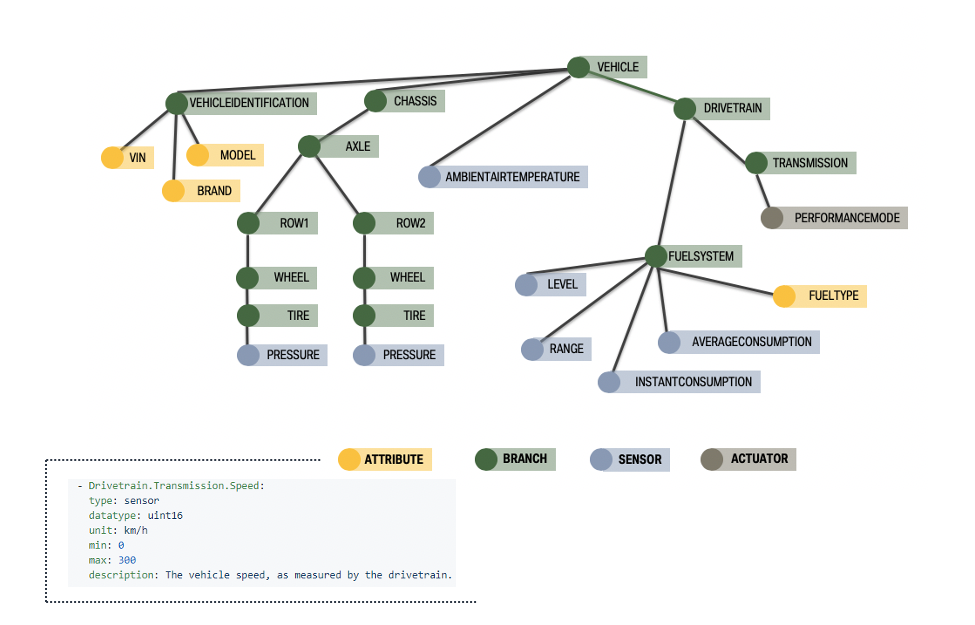 VEHICLE
VEHICLEIDENTIFICATION
CHASSIS
DRIVETRAIN
VIN
MODEL
AXLE
TRANSMISSION
BRAND
AMBIENTAIRTEMPERATURE
ROW1
ROW2
PERFORMANCEMODE
WHEEL
WHEEL
FUELSYSTEM
LEVEL
FUELTYPE
TIRE
TIRE
PRESSURE
PRESSURE
RANGE
AVERAGECONSUMPTION
INSTANTCONSUMPTION
ATTRIBUTE
BRANCH
SENSOR
ACTUATOR
- Drivetrain.Transmission.Speed:
type: sensor
datatype: uint16
unit: km/h
min: 0
max: 300
description: The vehicle speed, as measured by the drivetrain.